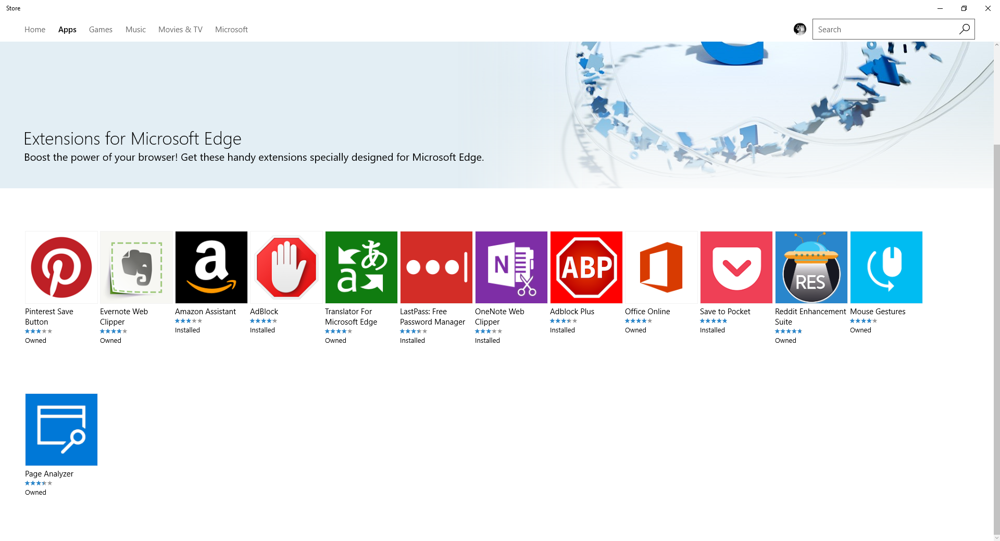 Store
Home Apps Games Music Movies & TV Microsoft Search
Extensions for Microsoft Edge
Boost the power of your browser! Get these handy extensions specially designed for Microsoft Edge.
a
あ
a
N
ABP
RES
Pinterest Save
Button
Owned
Evernote Web
Clipper
Owned
Amazon Assistant
Installed
AdBlock
Installed
Translator For
Microsoft Edge
Owned
LastPass: Free
Password Manager
Installed
OneNote Web
Clipper
Installed
Adblock Plus
Installed
Office Online
Owned
Save to Pocket
Installed
Reddit Enhancement
Suite
Owned
Mouse Gestures
Owned
Page Analyzer
Owned